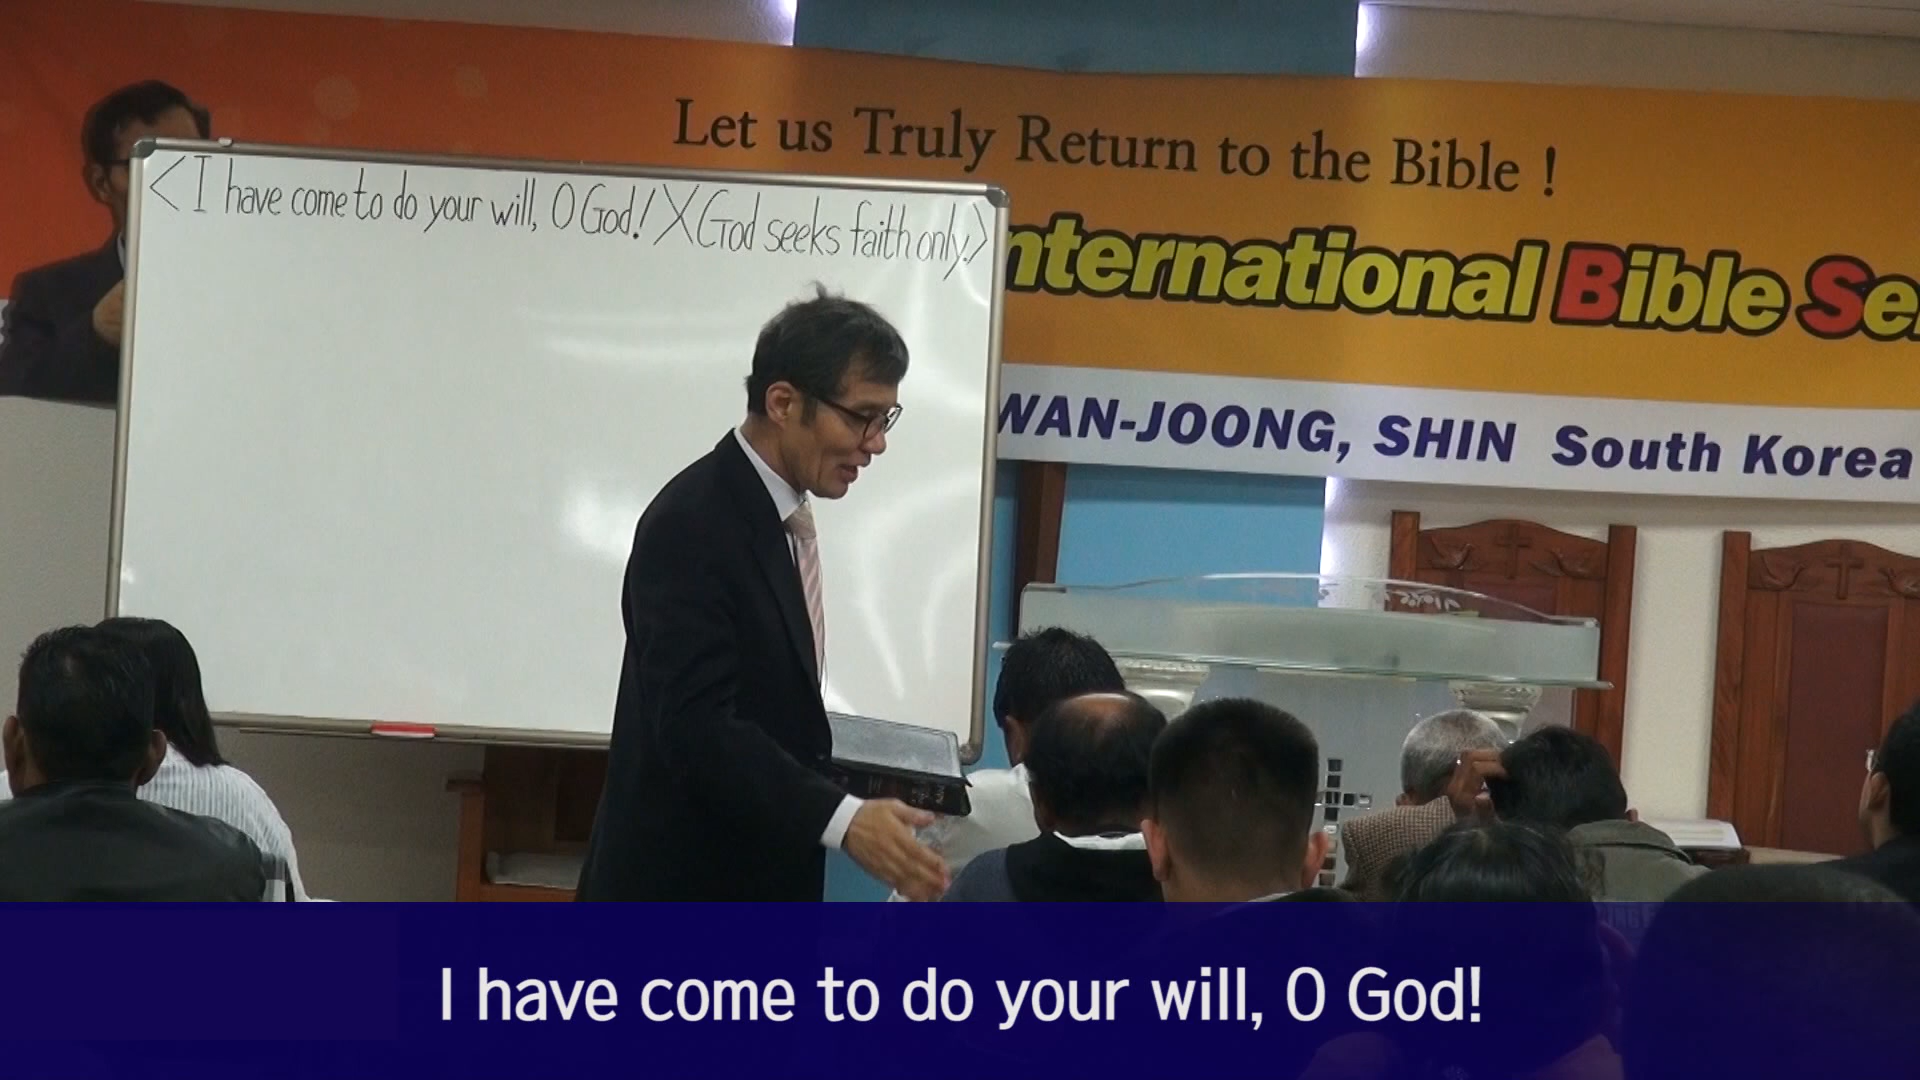 Let us Truly Return to the Bible !
<I have come to do your will, O God! ><God seeks faith only.>
nternational Bible Se
WAN-JOONG, SHIN South Korea
I have come to do your will, O God!